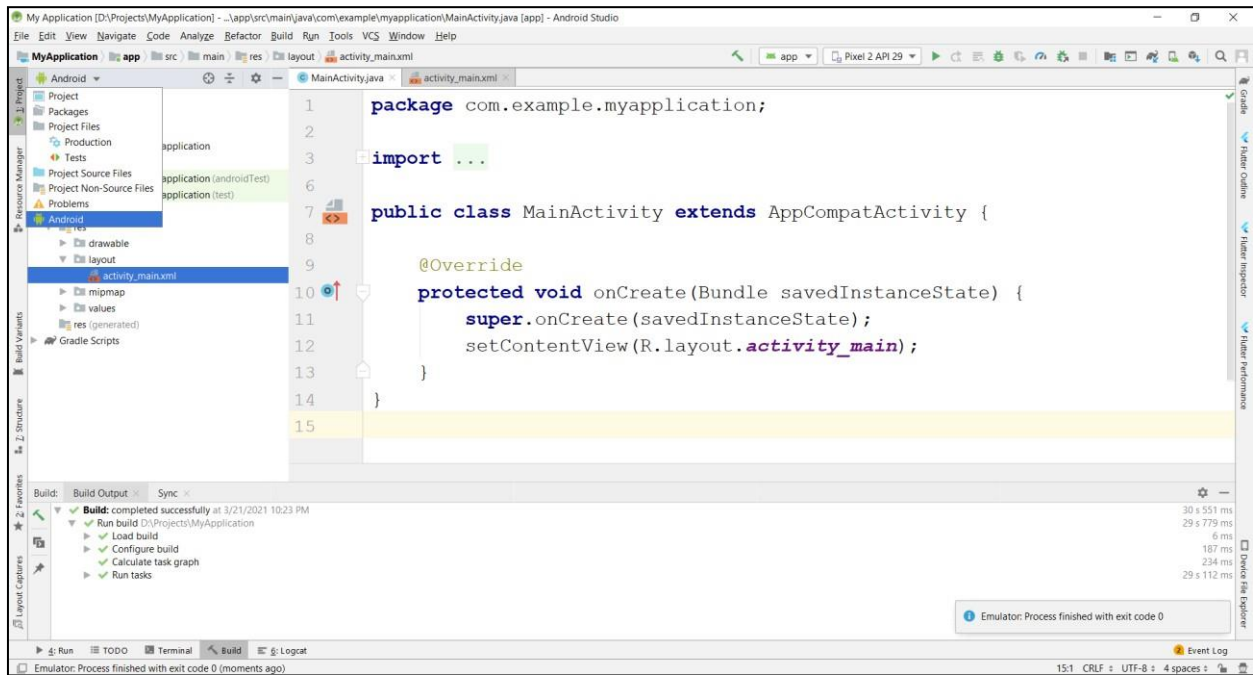 My Application [D:\Projects\MyApplication] - ...\app\src\main\java\com\example\myapplication\MainActivity.java [app] - Android Studio
File Edit View Navigate Code Analyze Refactor Build Run Tools VCS Window Help
MyApplication app src main res layout activity_main.xml
app Pixel 2 API 29
Android
MainActivity.java activity_main.xml
Project
Packages
Project Files
Production
Tests
Project Source Files
Project Non-Source Files
Problems
Android
application
application (androidTest)
application (test)
res
drawable
layout
activity_main.xml
mipmap
values
res (generated)
Gradle Scripts
1 package com.example.myapplication;
2
3 import ...
6
7 public class MainActivity extends AppCompatActivity {
8
9 @Override
10 protected void onCreate(Bundle savedInstanceState) {
11 super.onCreate(savedInstanceState);
12 setContentView(R.layout.activity_main);
13 }
14 }
15
1: Project
Resource Manager
Build Variants
7: Structure
2: Favorites
Layout Captures
Gradle
Flutter Outline
Flutter Inspector
Flutter Performance
Device File Explorer
Build: Build Output Sync
Build: completed successfully at 3/21/2021 10:23 PM 30 s 551 ms
Run build D:\Projects\MyApplication 29 s 779 ms
Load build 6 ms
Configure build 187 ms
Calculate task graph 234 ms
Run tasks 29 s 112 ms
Emulator: Process finished with exit code 0
4: Run TODO Terminal Build 6: Logcat 2 Event Log
Emulator: Process finished with exit code 0 (moments ago) 15:1 CRLF UTF-8 4 spaces